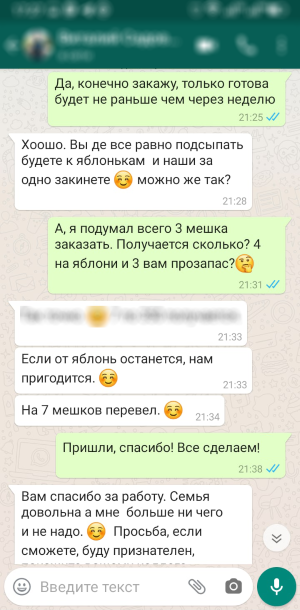 Да, конечно закажу, только готова
будет не раньше чем через неделю
21:25
Хоошо. Вы де все равно подсыпать
будете к яблонькам и наши за
одно закинете 😊 можно же так?
21:28
А, я подумал всего 3 мешка
заказать. Получается сколько? 4
на яблони и 3 вам прозапас?🤔
21:31
21:33
Если от яблонь останется, нам
пригодится. 😊
21:33
На 7 мешков перевел. 😊
21:34
Пришли, спасибо! Все сделаем!
21:38
Вам спасибо за работу. Семья
довольна а мне больше ни чего
и не надо. 😊 Просьба, если
сможете, буду признателен,
Введите текст